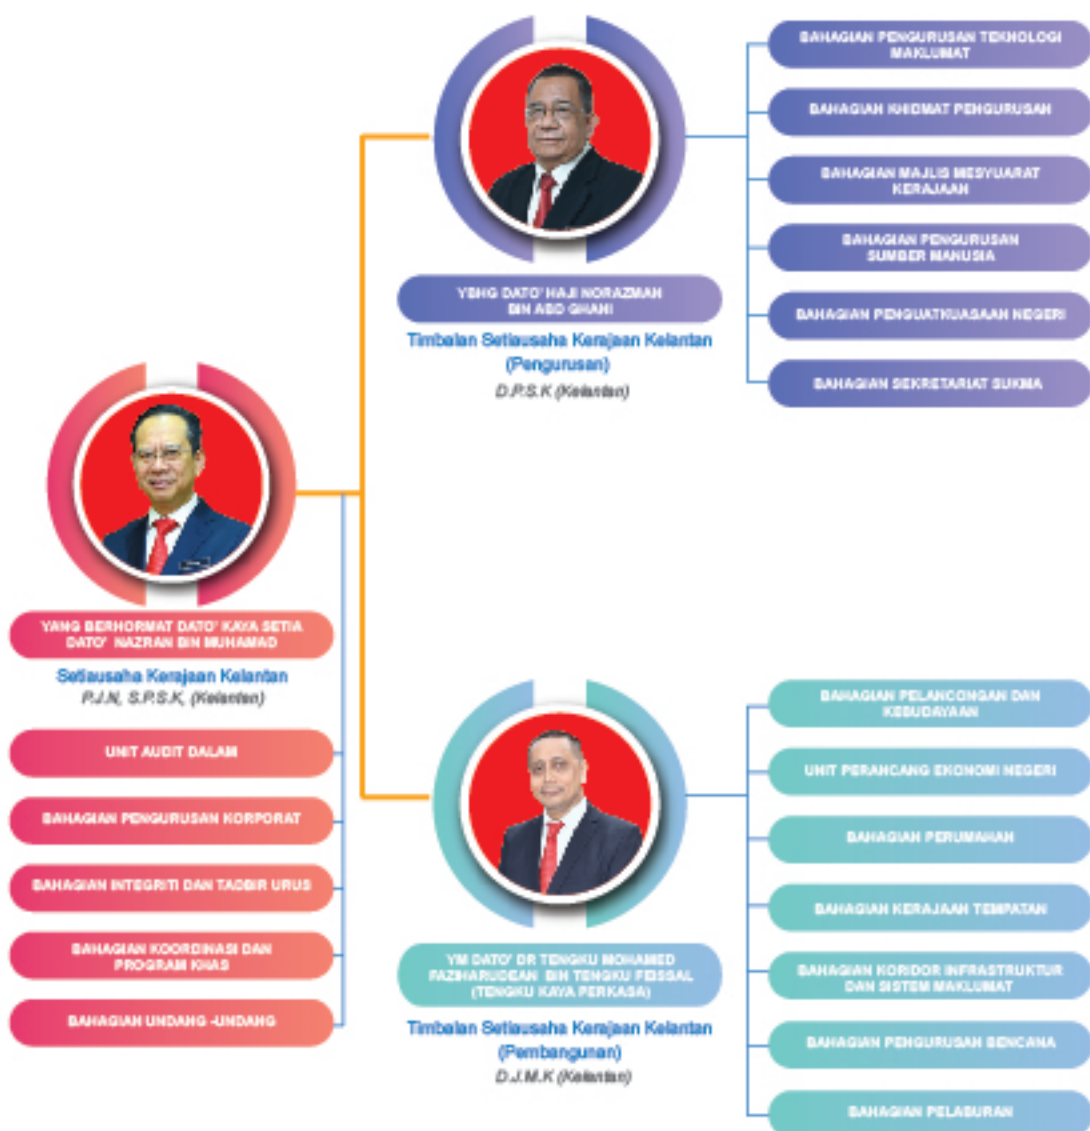 BAHAGIAN PENGURUSAN TEKNOLOGI
MAKLUMAT
BAHAGIAN KHIDMAT PENGURUSAN
BAHAGIAN MAJLIS MESYUARAT
KERAJAAN
BAHAGIAN PENGURUSAN
SUMBER MANUSIA
BAHAGIAN PENGUATKUASAAN NEGERI
BAHAGIAN SEKRETARIAT SUKMA
YBHG DATO' HAJI NORAZMAN
BIN ABD GHANI
Timbalan Setiausaha Kerajaan Kelantan
(Pengurusan)
D.P.S.K (Kelantan)
YANG BERHORMAT DATO' KAYA SETIA
DATO' NAZRAN BIN MUHAMAD
Setiausaha Kerajaan Kelantan
P.J.N, S.P.S.K, (Kelantan)
UNIT AUDIT DALAM
BAHAGIAN PENGURUSAN KORPORAT
BAHAGIAN INTEGRITI DAN TADBIR URUS
BAHAGIAN KOORDINASI DAN
PROGRAM KHAS
BAHAGIAN UNDANG -UNDANG
YM DATO' DR TENGKU MOHAMED
FAZIHARUDEAN BIN TENGKU FEISSAL
(TENGKU KAYA PERKASA)
Timbalan Setiausaha Kerajaan Kelantan
(Pembangunan)
D.J.M.K (Kelantan)
BAHAGIAN PELANCONGAN DAN
KEBUDAYAAN
UNIT PERANCANG EKONOMI NEGERI
BAHAGIAN PERUMAHAN
BAHAGIAN KERAJAAN TEMPATAN
BAHAGIAN KORIDOR INFRASTRUKTUR
DAN SISTEM MAKLUMAT
BAHAGIAN PENGURUSAN BENCANA
BAHAGIAN PELABURAN